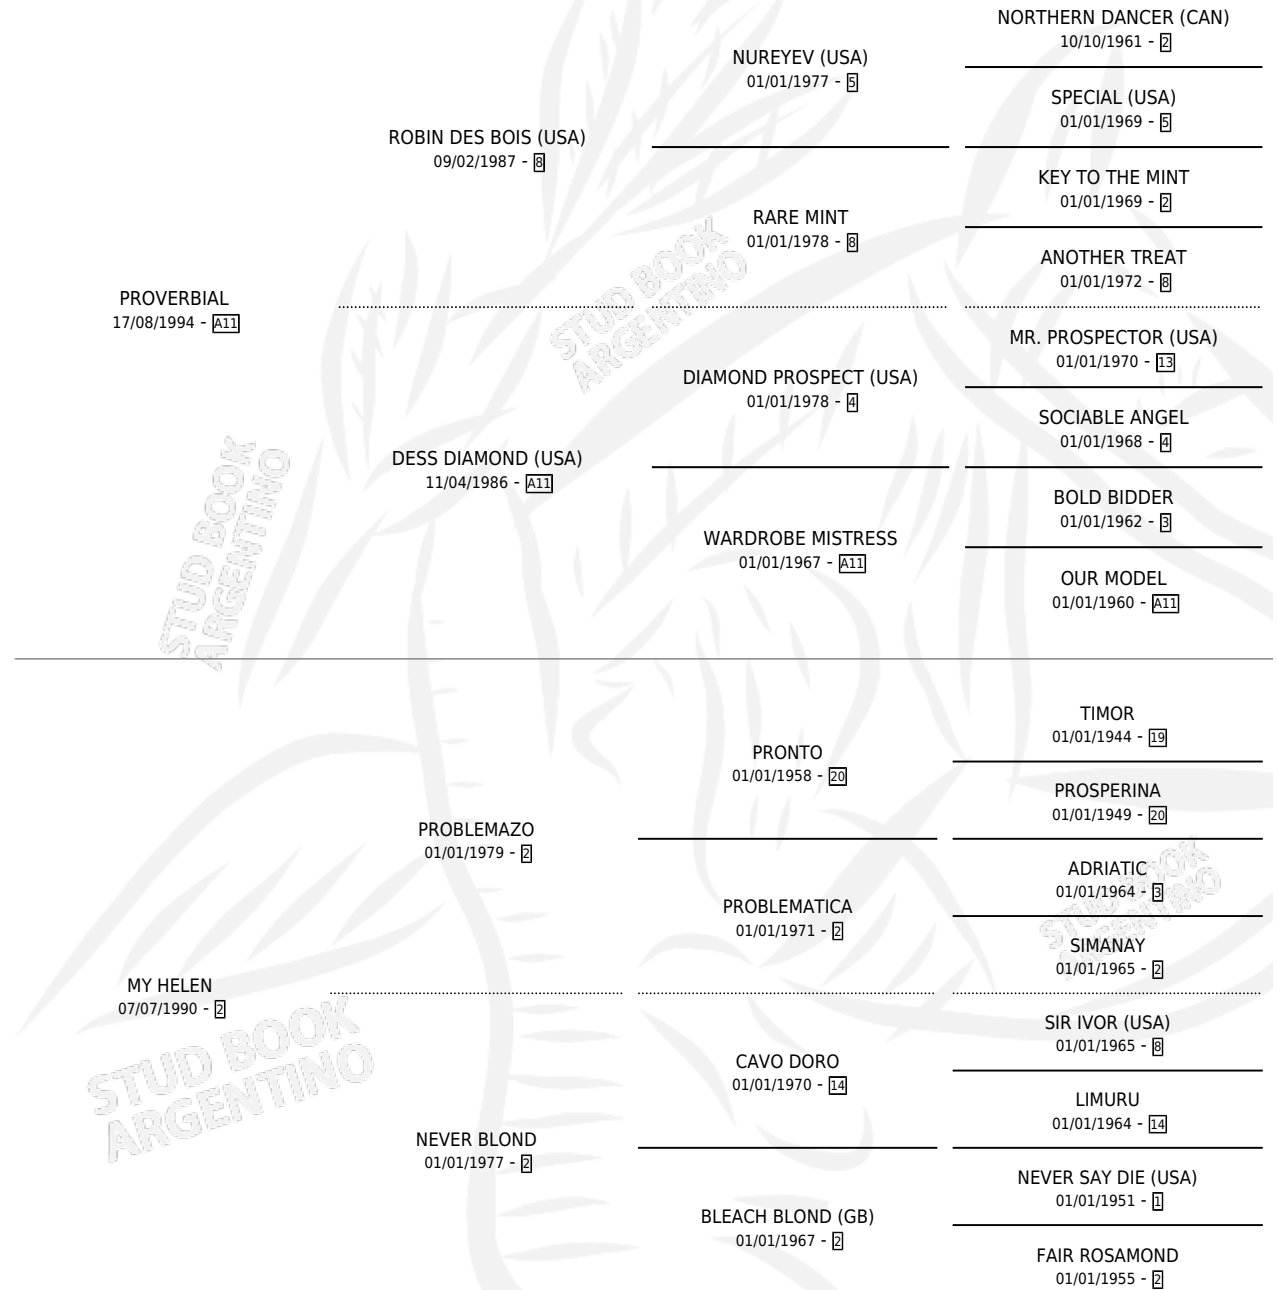 NORTHERN DANCER (CAN)
10/10/1961 - 2
NUREYEV (USA)
01/01/1977 - 5
SPECIAL (USA)
01/01/1969 - 5
ROBIN DES BOIS (USA)
09/02/1987 - 8
KEY TO THE MINT
01/01/1969 - 2
RARE MINT
01/01/1978 - 8
ANOTHER TREAT
01/01/1972 - 8
PROVERBIAL
17/08/1994 - A11
MR. PROSPECTOR (USA)
01/01/1970 - 13
DIAMOND PROSPECT (USA)
01/01/1978 - 4
SOCIABLE ANGEL
01/01/1968 - 4
DESS DIAMOND (USA)
11/04/1986 - A11
BOLD BIDDER
01/01/1962 - 3
WARDROBE MISTRESS
01/01/1967 - A11
OUR MODEL
01/01/1960 - A11
TIMOR
01/01/1944 - 19
PRONTO
01/01/1958 - 20
PROSPERINA
01/01/1949 - 20
PROBLEMAZO
01/01/1979 - 2
ADRIATIC
01/01/1964 - 3
PROBLEMATICA
01/01/1971 - 2
SIMANAY
01/01/1965 - 2
MY HELEN
07/07/1990 - 2
SIR IVOR (USA)
01/01/1965 - 8
CAVO DORO
01/01/1970 - 14
LIMURU
01/01/1964 - 14
NEVER BLOND
01/01/1977 - 2
NEVER SAY DIE (USA)
01/01/1951 - 1
BLEACH BLOND (GB)
01/01/1967 - 2
FAIR ROSAMOND
01/01/1955 - 2
STUD BOOK
ARGENTINO
STUD BOOK
ARGENTINO
STUD BOOK
ARGENTINO
STUD BOOK
ARGENTINO